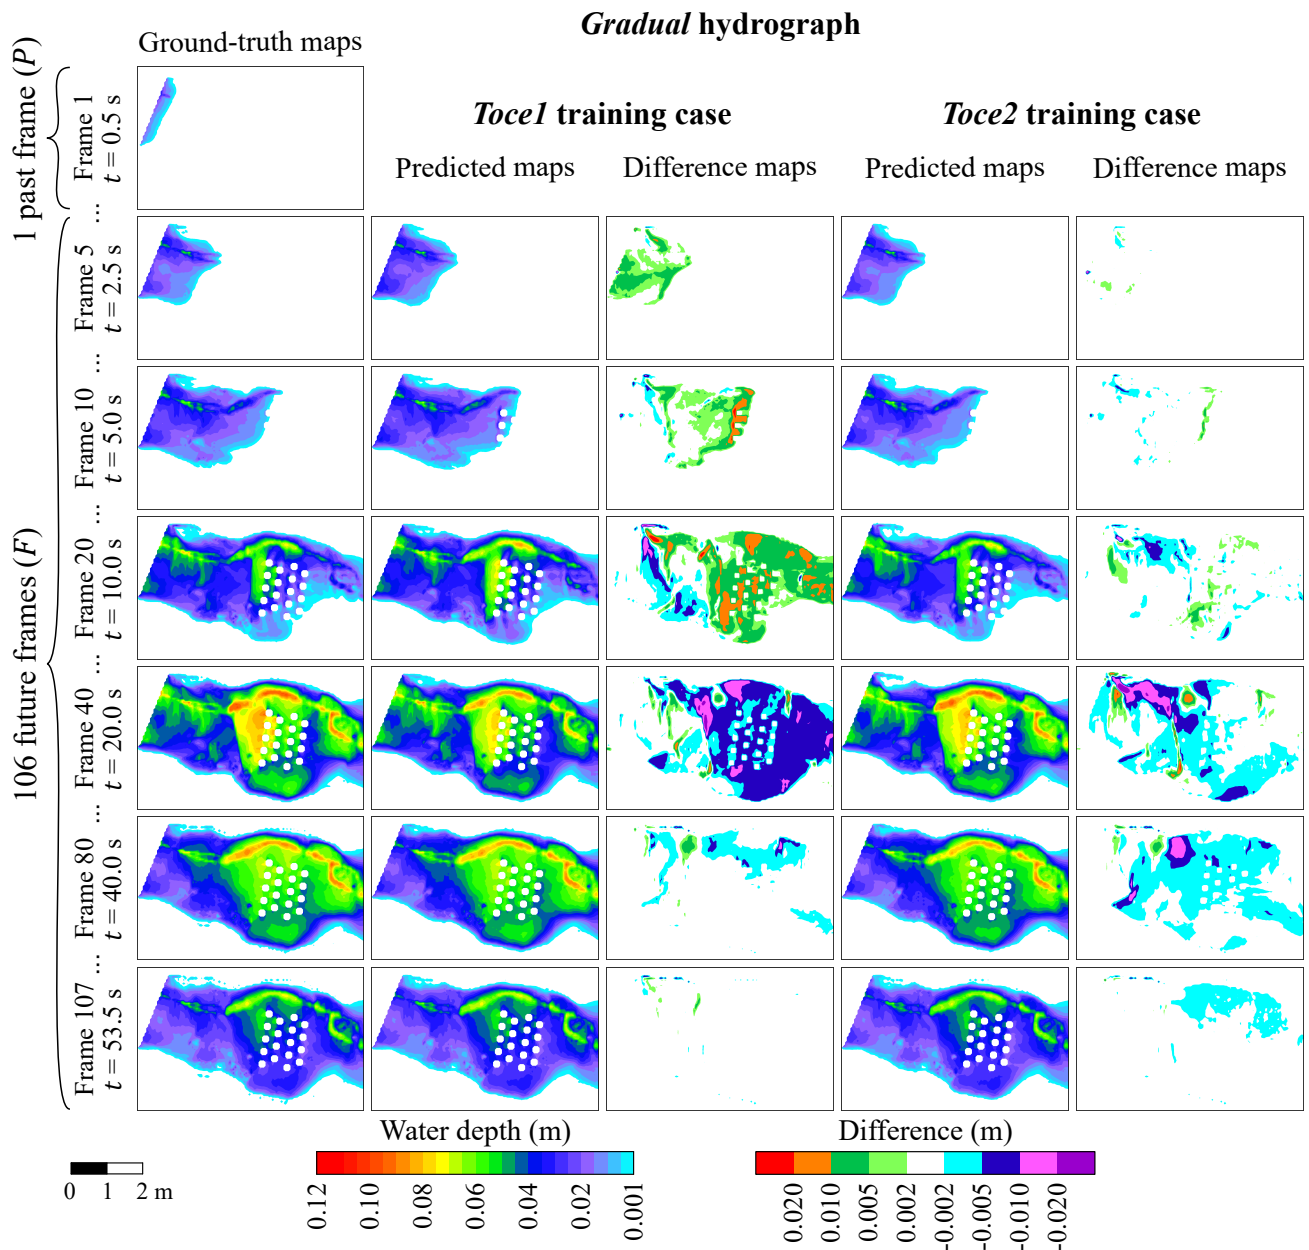 Gradual hydrograph
Ground-truth maps
Toce1 training case
Toce2 training case
Predicted maps
Difference maps
Predicted maps
Difference maps
1 past frame (P)
Frame 1
t = 0.5 s
...
106 future frames (F)
Frame 5
t = 2.5 s
...
Frame 10
t = 5.0 s
...
Frame 20
t = 10.0 s
...
Frame 40
t = 20.0 s
...
Frame 80
t = 40.0 s
...
Frame 107
t = 53.5 s
Water depth (m)
Difference (m)
0 1 2 m
0.12 0.10 0.08 0.06 0.04 0.02 0.001
0.020 0.010 0.005 0.002 -0.002 -0.005 -0.010 -0.020